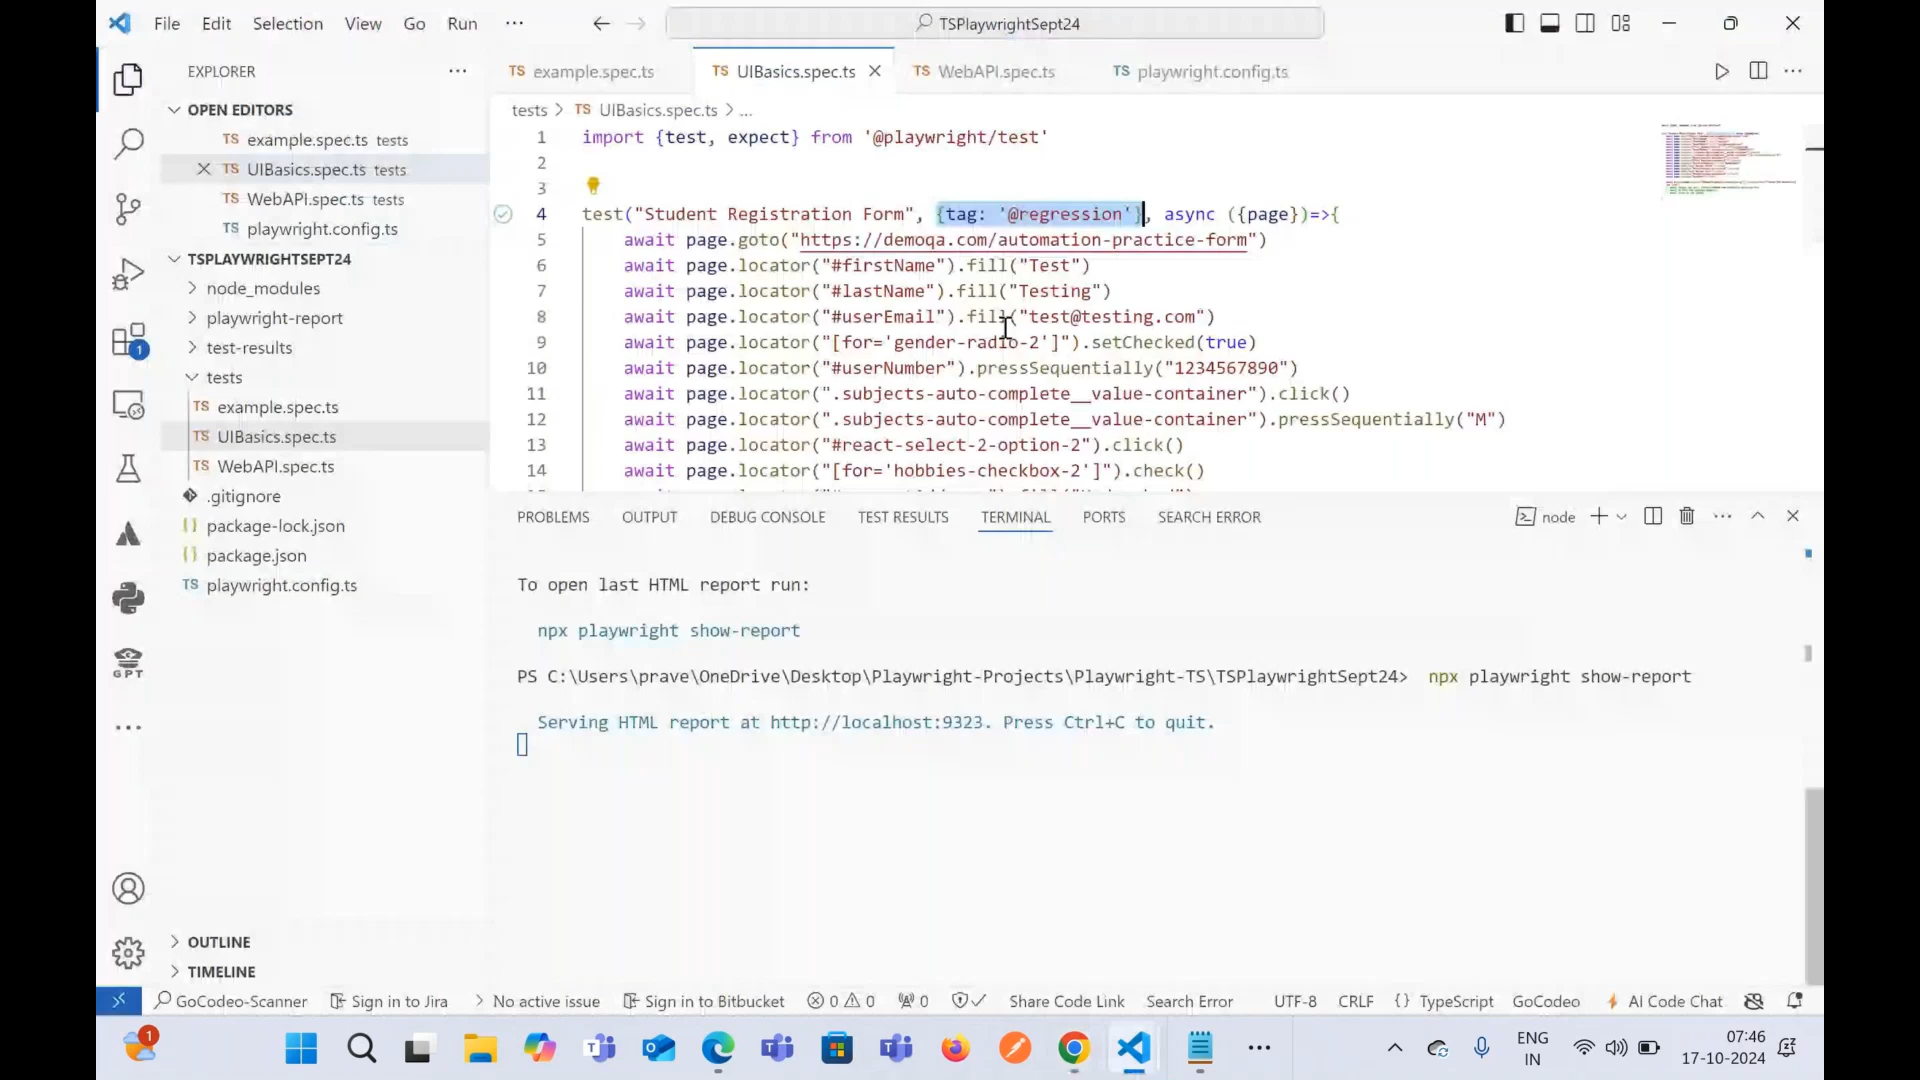 File Edit Selection View Go Run ··· TSPlaywrightSept24
EXPLORER
OPEN EDITORS
TS example.spec.ts tests
TS UIBasics.spec.ts tests
TS WebAPI.spec.ts tests
TS playwright.config.ts
TSPLAYWRIGHTSEPT24
node_modules
playwright-report
test-results
tests
TS example.spec.ts
TS UIBasics.spec.ts
TS WebAPI.spec.ts
.gitignore
{} package-lock.json
{} package.json
TS playwright.config.ts
OUTLINE
TIMELINE
1
GPT
TS example.spec.ts TS UIBasics.spec.ts TS WebAPI.spec.ts TS playwright.config.ts
tests > TS UIBasics.spec.ts > ...
1 import {test, expect} from '@playwright/test'
2
3
4 test("Student Registration Form", {tag: '@regression'}, async ({page})=>{
5 await page.goto("https://demoqa.com/automation-practice-form")
6 await page.locator("#firstName").fill("Test")
7 await page.locator("#lastName").fill("Testing")
8 await page.locator("#userEmail").fill("test@testing.com")
9 await page.locator("[for='gender-radio-2']").setChecked(true)
10 await page.locator("#userNumber").pressSequentially("1234567890")
11 await page.locator(".subjects-auto-complete__value-container").click()
12 await page.locator(".subjects-auto-complete__value-container").pressSequentially("M")
13 await page.locator("#react-select-2-option-2").click()
14 await page.locator("[for='hobbies-checkbox-2']").check()
PROBLEMS OUTPUT DEBUG CONSOLE TEST RESULTS TERMINAL PORTS SEARCH ERROR node
To open last HTML report run:
npx playwright show-report
PS C:\Users\prave\OneDrive\Desktop\Playwright-Projects\Playwright-TS\TSPlaywrightSept24> npx playwright show-report
Serving HTML report at http://localhost:9323. Press Ctrl+C to quit.
GoCodeo-Scanner Sign in to Jira No active issue Sign in to Bitbucket 0 0 0 Share Code Link Search Error UTF-8 CRLF {} TypeScript GoCodeo AI Code Chat
1
ENG
IN
07:46
17-10-2024